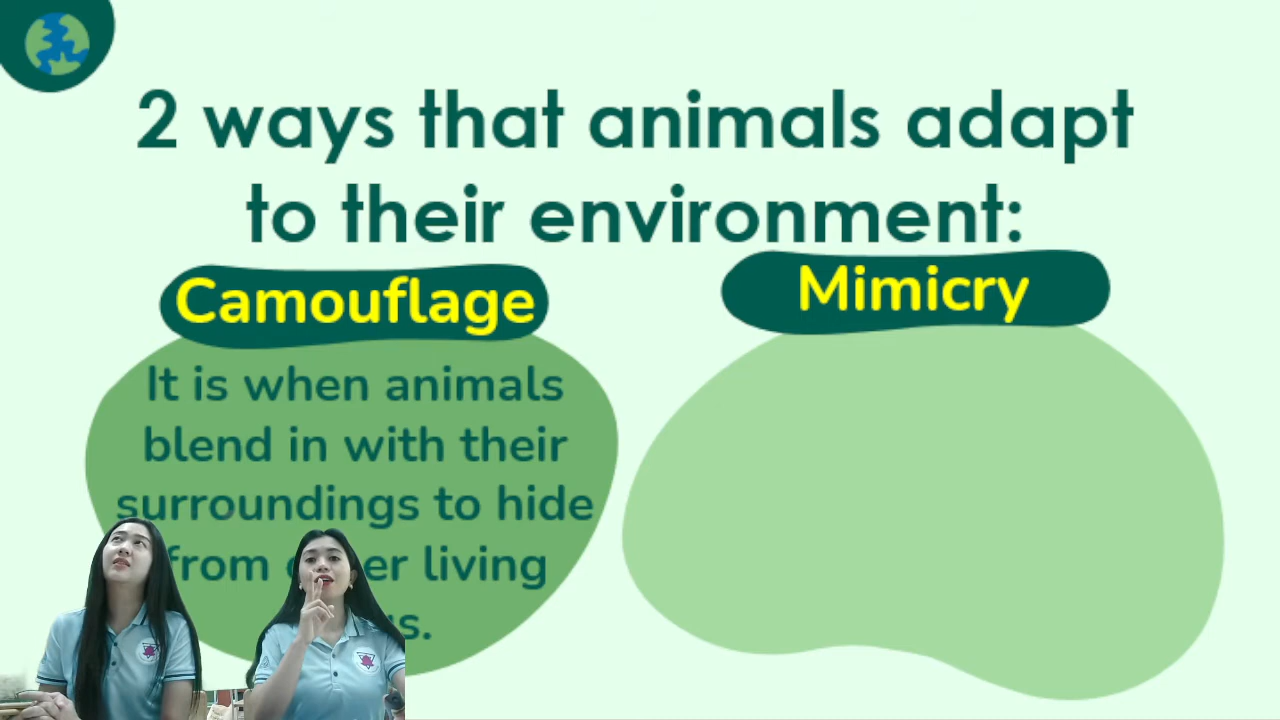 2 ways that animals adapt
to their environment:
Camouflage
It is when animals
blend in with their
surroundings to hide
from living
Mimicry